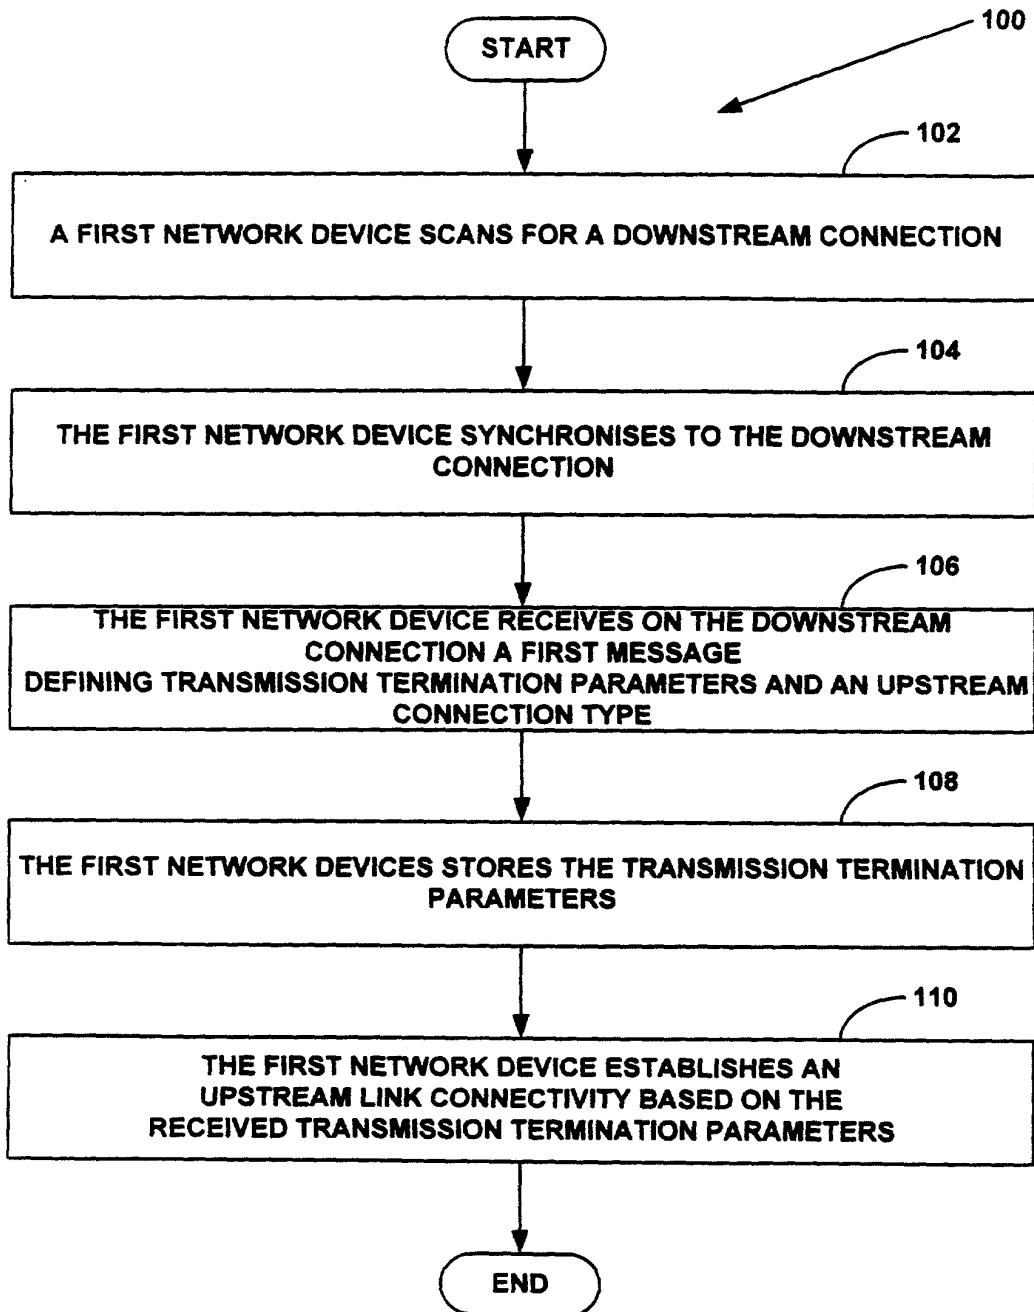 START
100
102
A FIRST NETWORK DEVICE SCANS FOR A DOWNSTREAM CONNECTION
104
THE FIRST NETWORK DEVICE SYNCHRONISES TO THE DOWNSTREAM
CONNECTION
106
THE FIRST NETWORK DEVICE RECEIVES ON THE DOWNSTREAM
CONNECTION A FIRST MESSAGE
DEFINING TRANSMISSION TERMINATION PARAMETERS AND AN UPSTREAM
CONNECTION TYPE
108
THE FIRST NETWORK DEVICES STORES THE TRANSMISSION TERMINATION
PARAMETERS
110
THE FIRST NETWORK DEVICE ESTABLISHES AN
UPSTREAM LINK CONNECTIVITY BASED ON THE
RECEIVED TRANSMISSION TERMINATION PARAMETERS
END